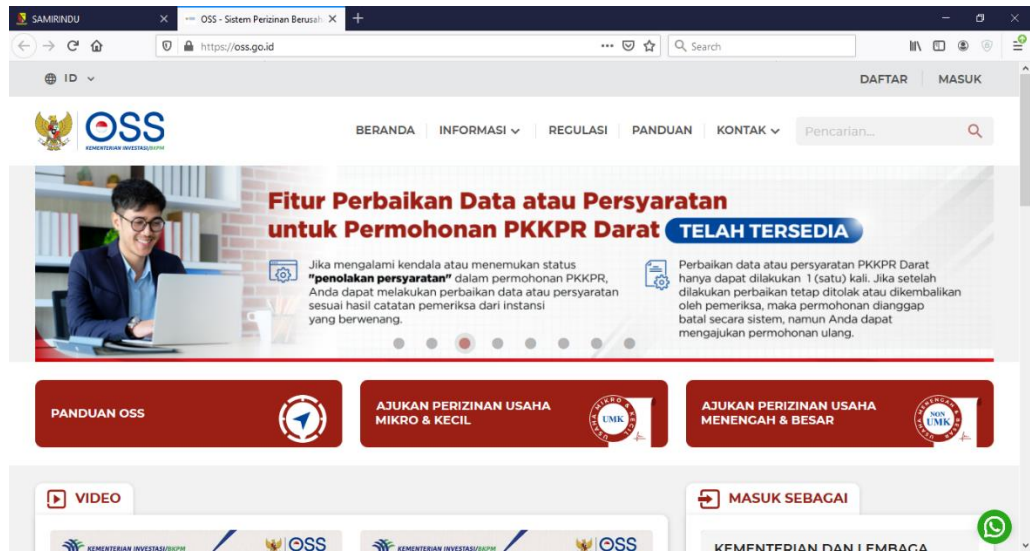 SAMIRINDU
OSS - Sistem Perizinan Berusah
https://oss.go.id
Search
ID
DAFTAR
MASUK
OSS
KEMENTERIAN INVESTASI/BKPM
BERANDA
INFORMASI
REGULASI
PANDUAN
KONTAK
Pencarian...
Fitur Perbaikan Data atau Persyaratan
untuk Permohonan PKKPR Darat TELAH TERSEDIA
Jika mengalami kendala atau menemukan status
"penolakan persyaratan" dalam permohonan PKKPR,
Anda dapat melakukan perbaikan data atau persyaratan
sesuai hasil catatan pemeriksa dari instansi
yang berwenang.
Perbaikan data atau persyaratan PKKPR Darat
hanya dapat dilakukan 1 (satu) kali. Jika setelah
dilakukan perbaikan tetap ditolak atau dikembalikan
oleh pemeriksa, maka permohonan dianggap
batal secara sistem, namun Anda dapat
mengajukan permohonan ulang.
PANDUAN OSS
AJUKAN PERIZINAN USAHA
MIKRO & KECIL
USAHA MIKRO & KECIL
UMK
AJUKAN PERIZINAN USAHA
MENENGAH & BESAR
USAHA MENENGAH & BESAR
NON
UMK
VIDEO
MASUK SEBAGAI
KEMENTERIAN INVESTASI/BKPM
OSS
KEMENTERIAN INVESTASI/BKPM
OSS
KEMENTERIAN DAN LEMBAGA